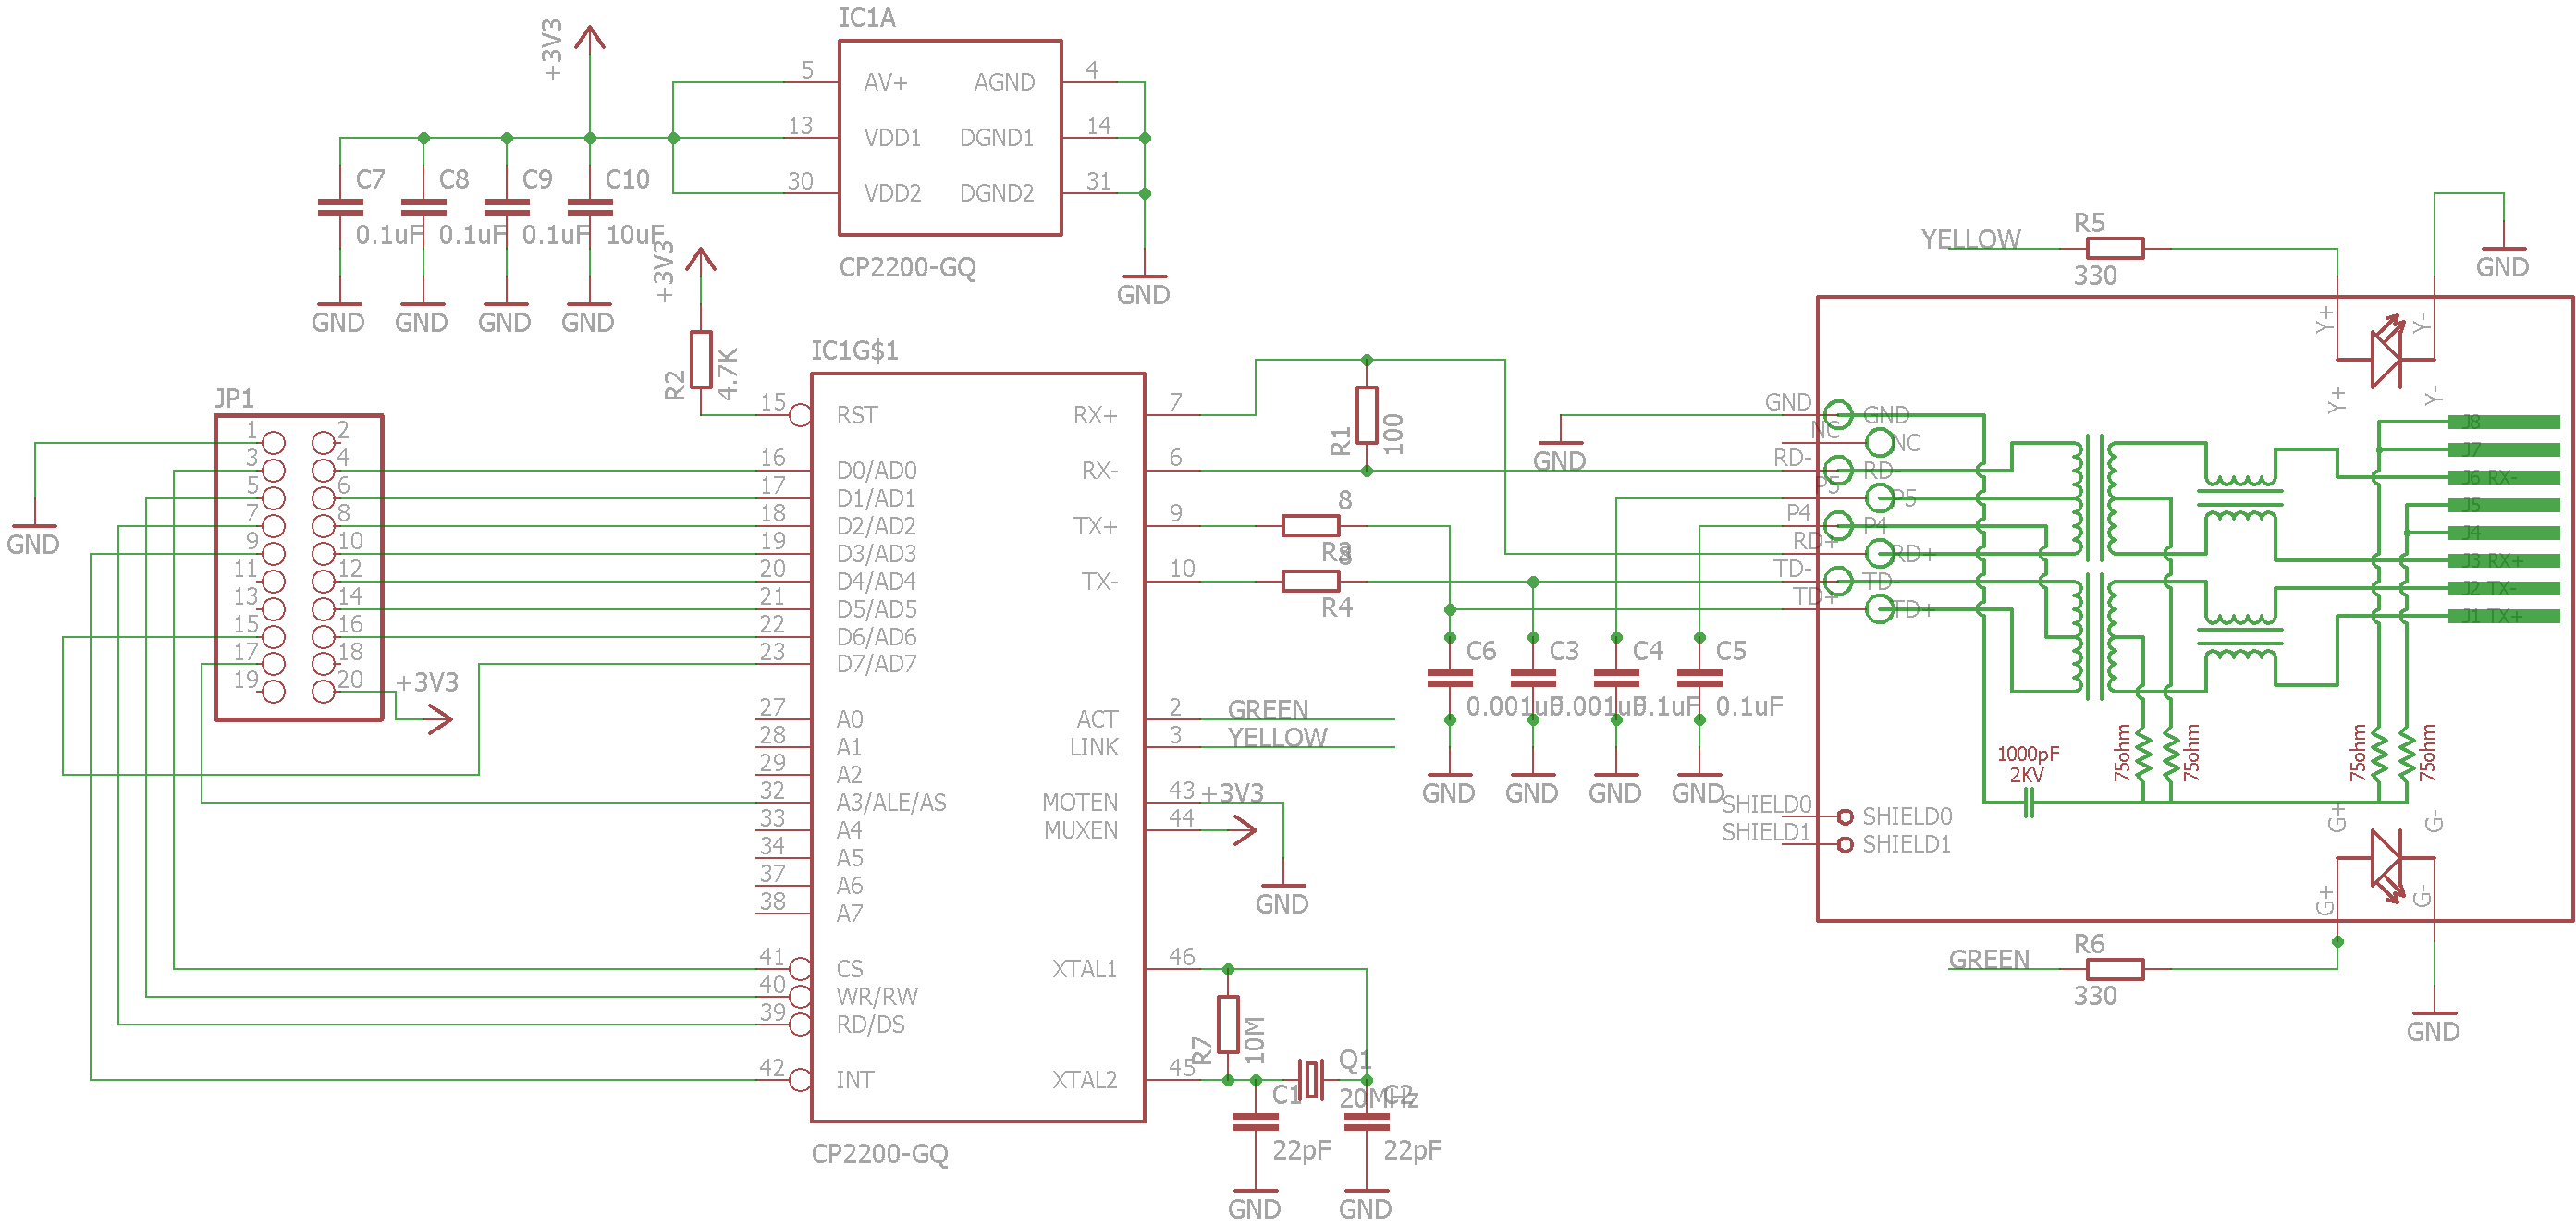 IC1A
+3V3
5 AV+ AGND 4
13 VDD1 DGND1 14
30 VDD2 DGND2 31
CP2200-GQ
GND
C7 C8 C9 C10
0.1uF 0.1uF 0.1uF 10uF
GND GND GND GND
+3V3
R2
4.7K
JP1
1 2
3 4
5 6
7 8
9 10
11 12
13 14
15 16
17 18
19 20
+3V3
GND
IC1G$1
15 RST RX+ 7
16 D0/AD0 RX- 6
17 D1/AD1
18 D2/AD2 TX+ 9
19 D3/AD3
20 D4/AD4 TX- 10
21 D5/AD5
22 D6/AD6
23 D7/AD7
27 A0 ACT 2 GREEN
28 A1 LINK 3 YELLOW
29 A2
32 A3/ALE/AS MOTEN 43 +3V3
33 A4 MUXEN 44
34 A5
37 A6
38 A7
GND
41 CS XTAL1 46
40 WR/RW
39 RD/DS
42 INT XTAL2 45
CP2200-GQ
R7
10M
Q1
20MHz
C1
22pF
C2
22pF
GND GND
R1
100
8
R3
8
R4
C6 C3 C4 C5
0.001uF 0.001uF 0.1uF 0.1uF
GND GND GND GND
GND
YELLOW R5
330
GND
Y+ Y-
Y+ Y-
GND GND
NC NC
RD- RD-
P5 P5
P4 P4
RD+ RD+
TD- TD-
TD+ TD+
J8
J7
J6 RX-
J5
J4
J3 RX+
J2 TX-
J1 TX+
1000pF
2KV
75ohm 75ohm 75ohm 75ohm
SHIELD0 SHIELD0
SHIELD1 SHIELD1
G+ G-
G+ G-
GREEN R6
330
GND